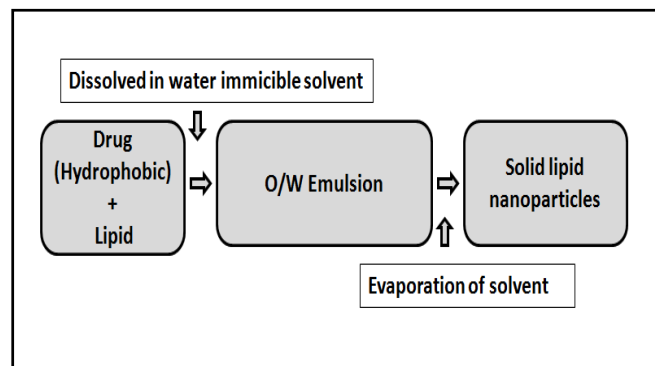 Dissolved in water immicible solvent
Drug
(Hydrophobic)
+
Lipid
O/W Emulsion
Solid lipid
nanoparticles
Evaporation of solvent